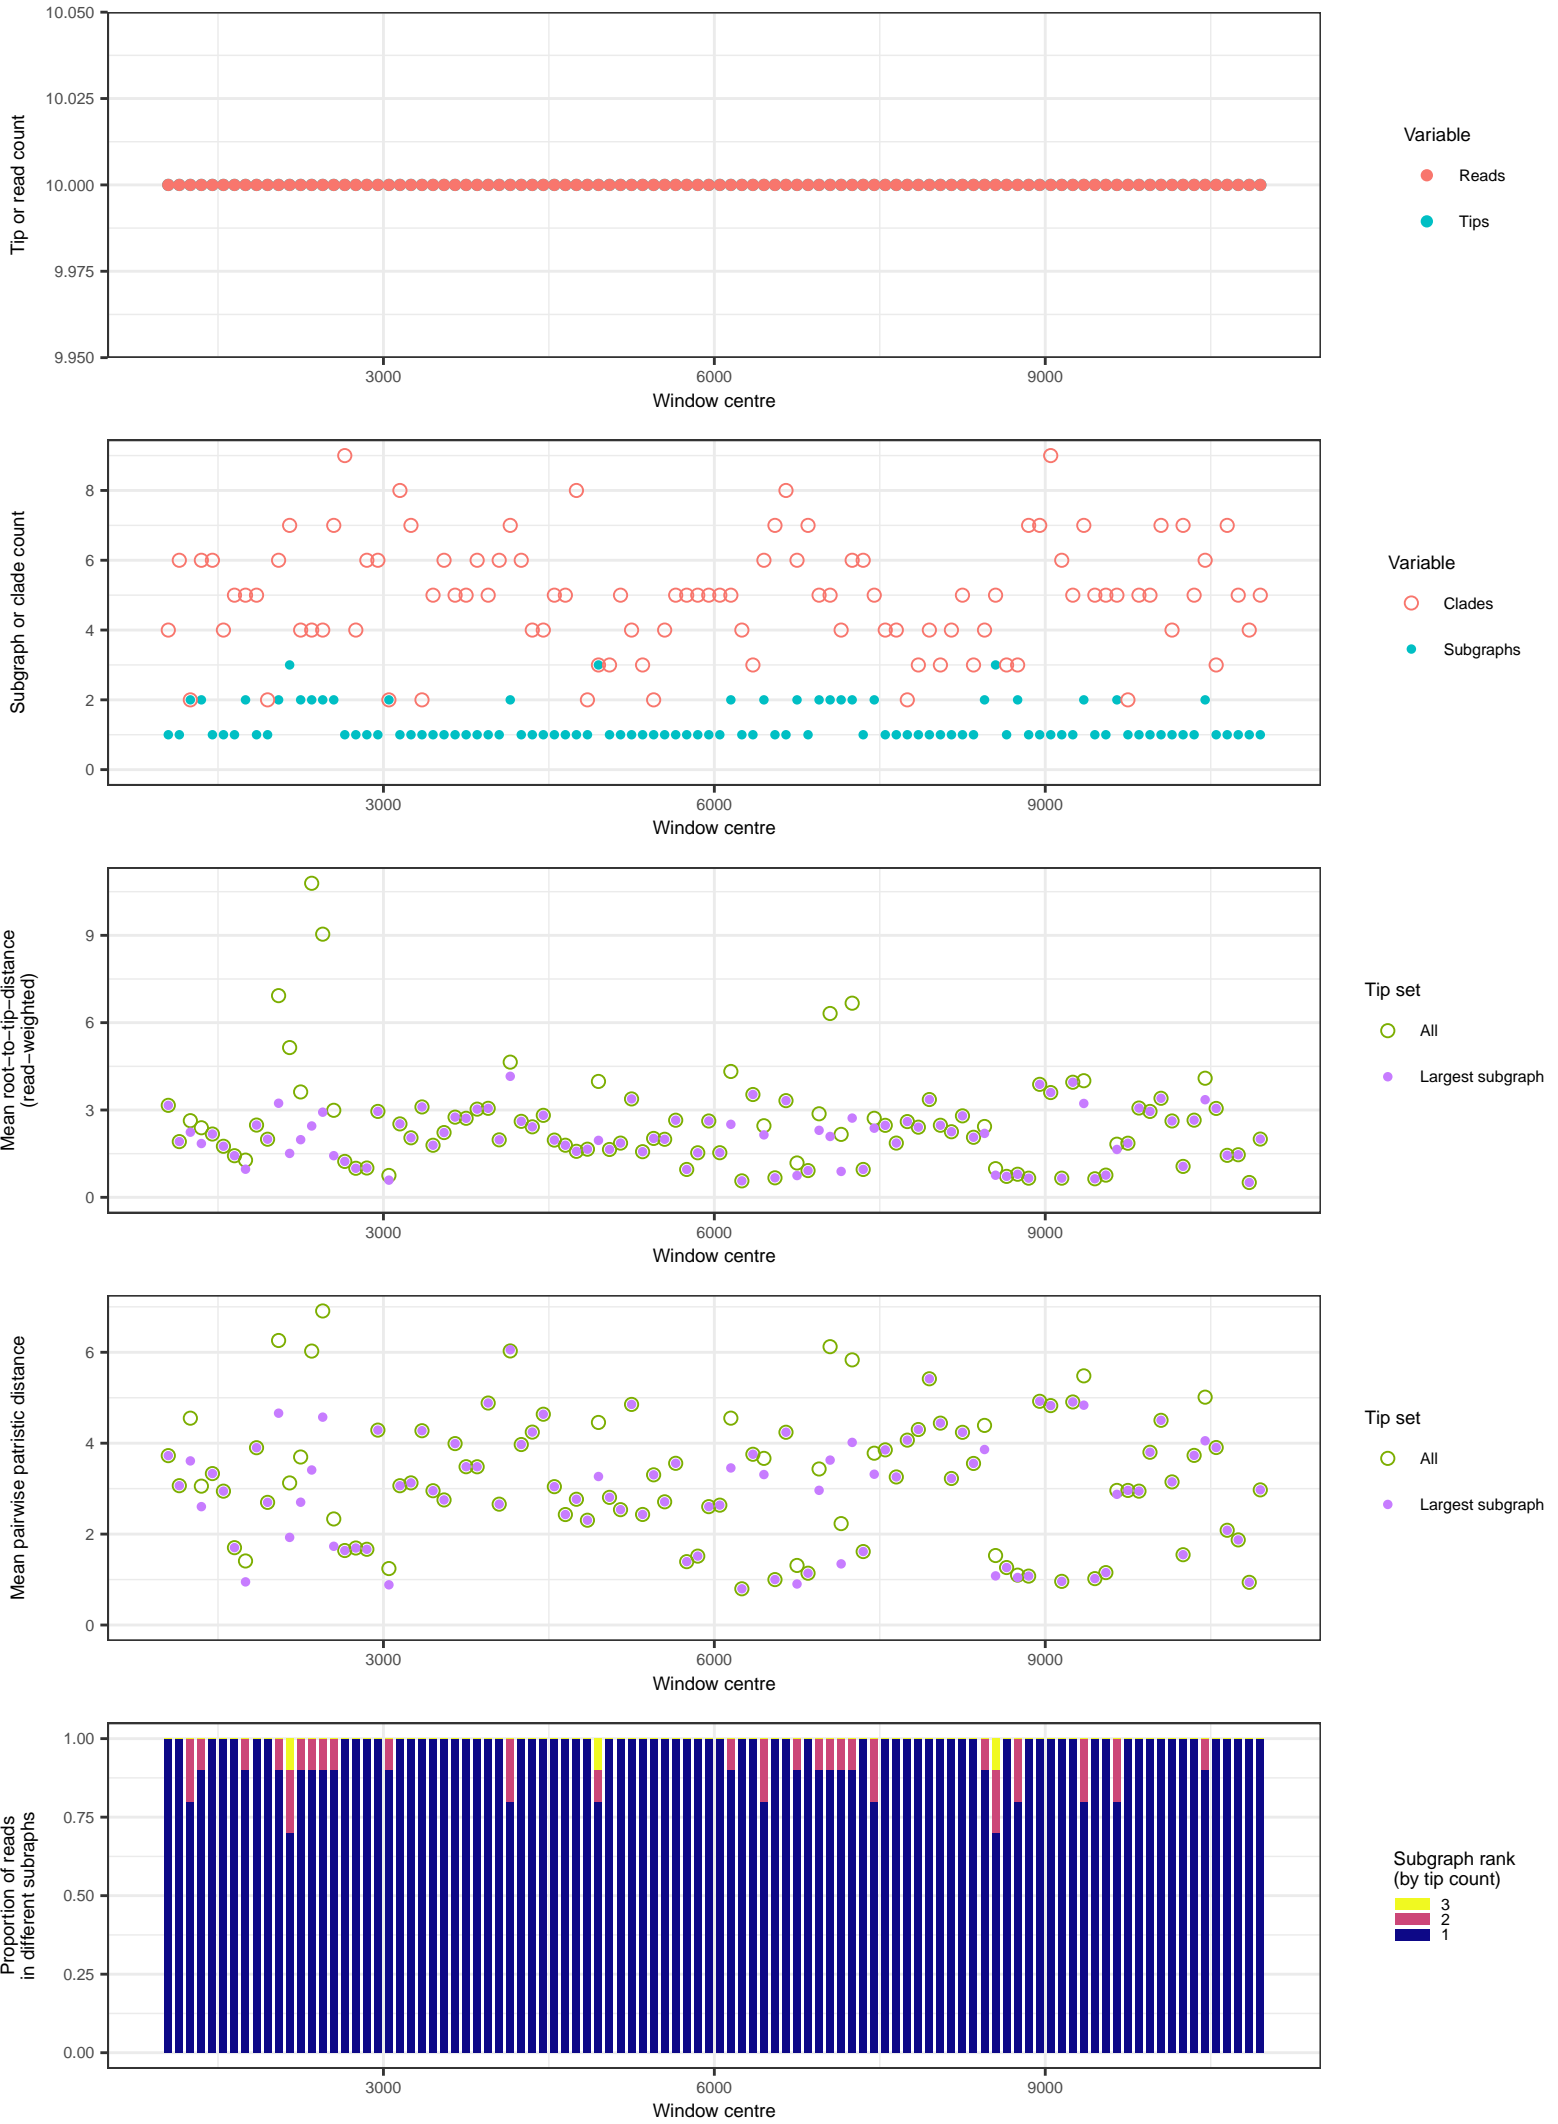 10.050
10.025
10.000
9.975
9.950
Tip or read count
3000 6000 9000
Window centre
Variable
Reads
Tips
8
6
4
2
0
Subgraph or clade count
3000 6000 9000
Window centre
Variable
Clades
Subgraphs
9
6
3
0
Mean root−to−tip−distance
(read−weighted)
3000 6000 9000
Window centre
Tip set
All
Largest subgraph
6
4
2
0
Mean pairwise patristic distance
3000 6000 9000
Window centre
Tip set
All
Largest subgraph
1.00
0.75
0.50
0.25
0.00
Proportion of reads
in different subraphs
3000 6000 9000
Window centre
Subgraph rank
(by tip count)
3
2
1